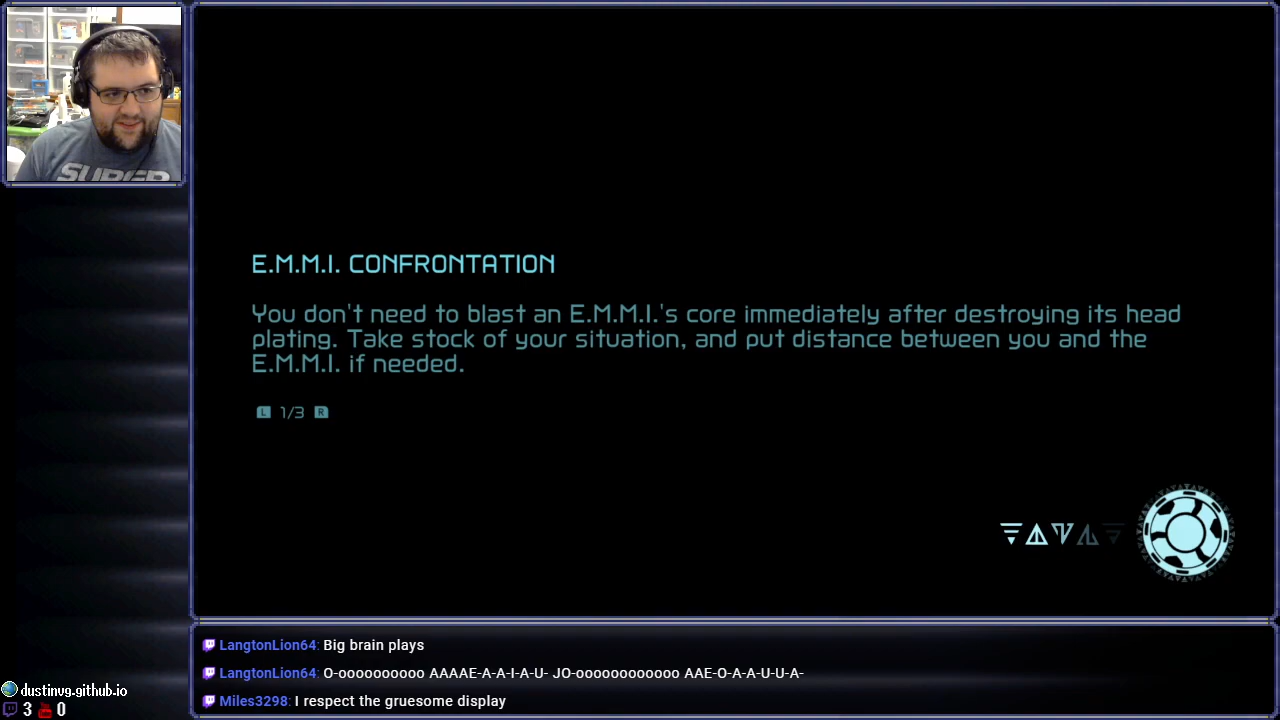 SUPER
E.M.M.I. CONFRONTATION
You don't need to blast an E.M.M.I.'s core immediately after destroying its head
plating. Take stock of your situation, and put distance between you and the
E.M.M.I. if needed.
L 1/3 R
LangtonLion64: Big brain plays
LangtonLion64: O-oooooooooo AAAAE-A-A-I-A-U- JO-oooooooooooo AAE-O-A-A-U-U-A-
Miles3298: I respect the gruesome display
dustinvg.github.io
3 0